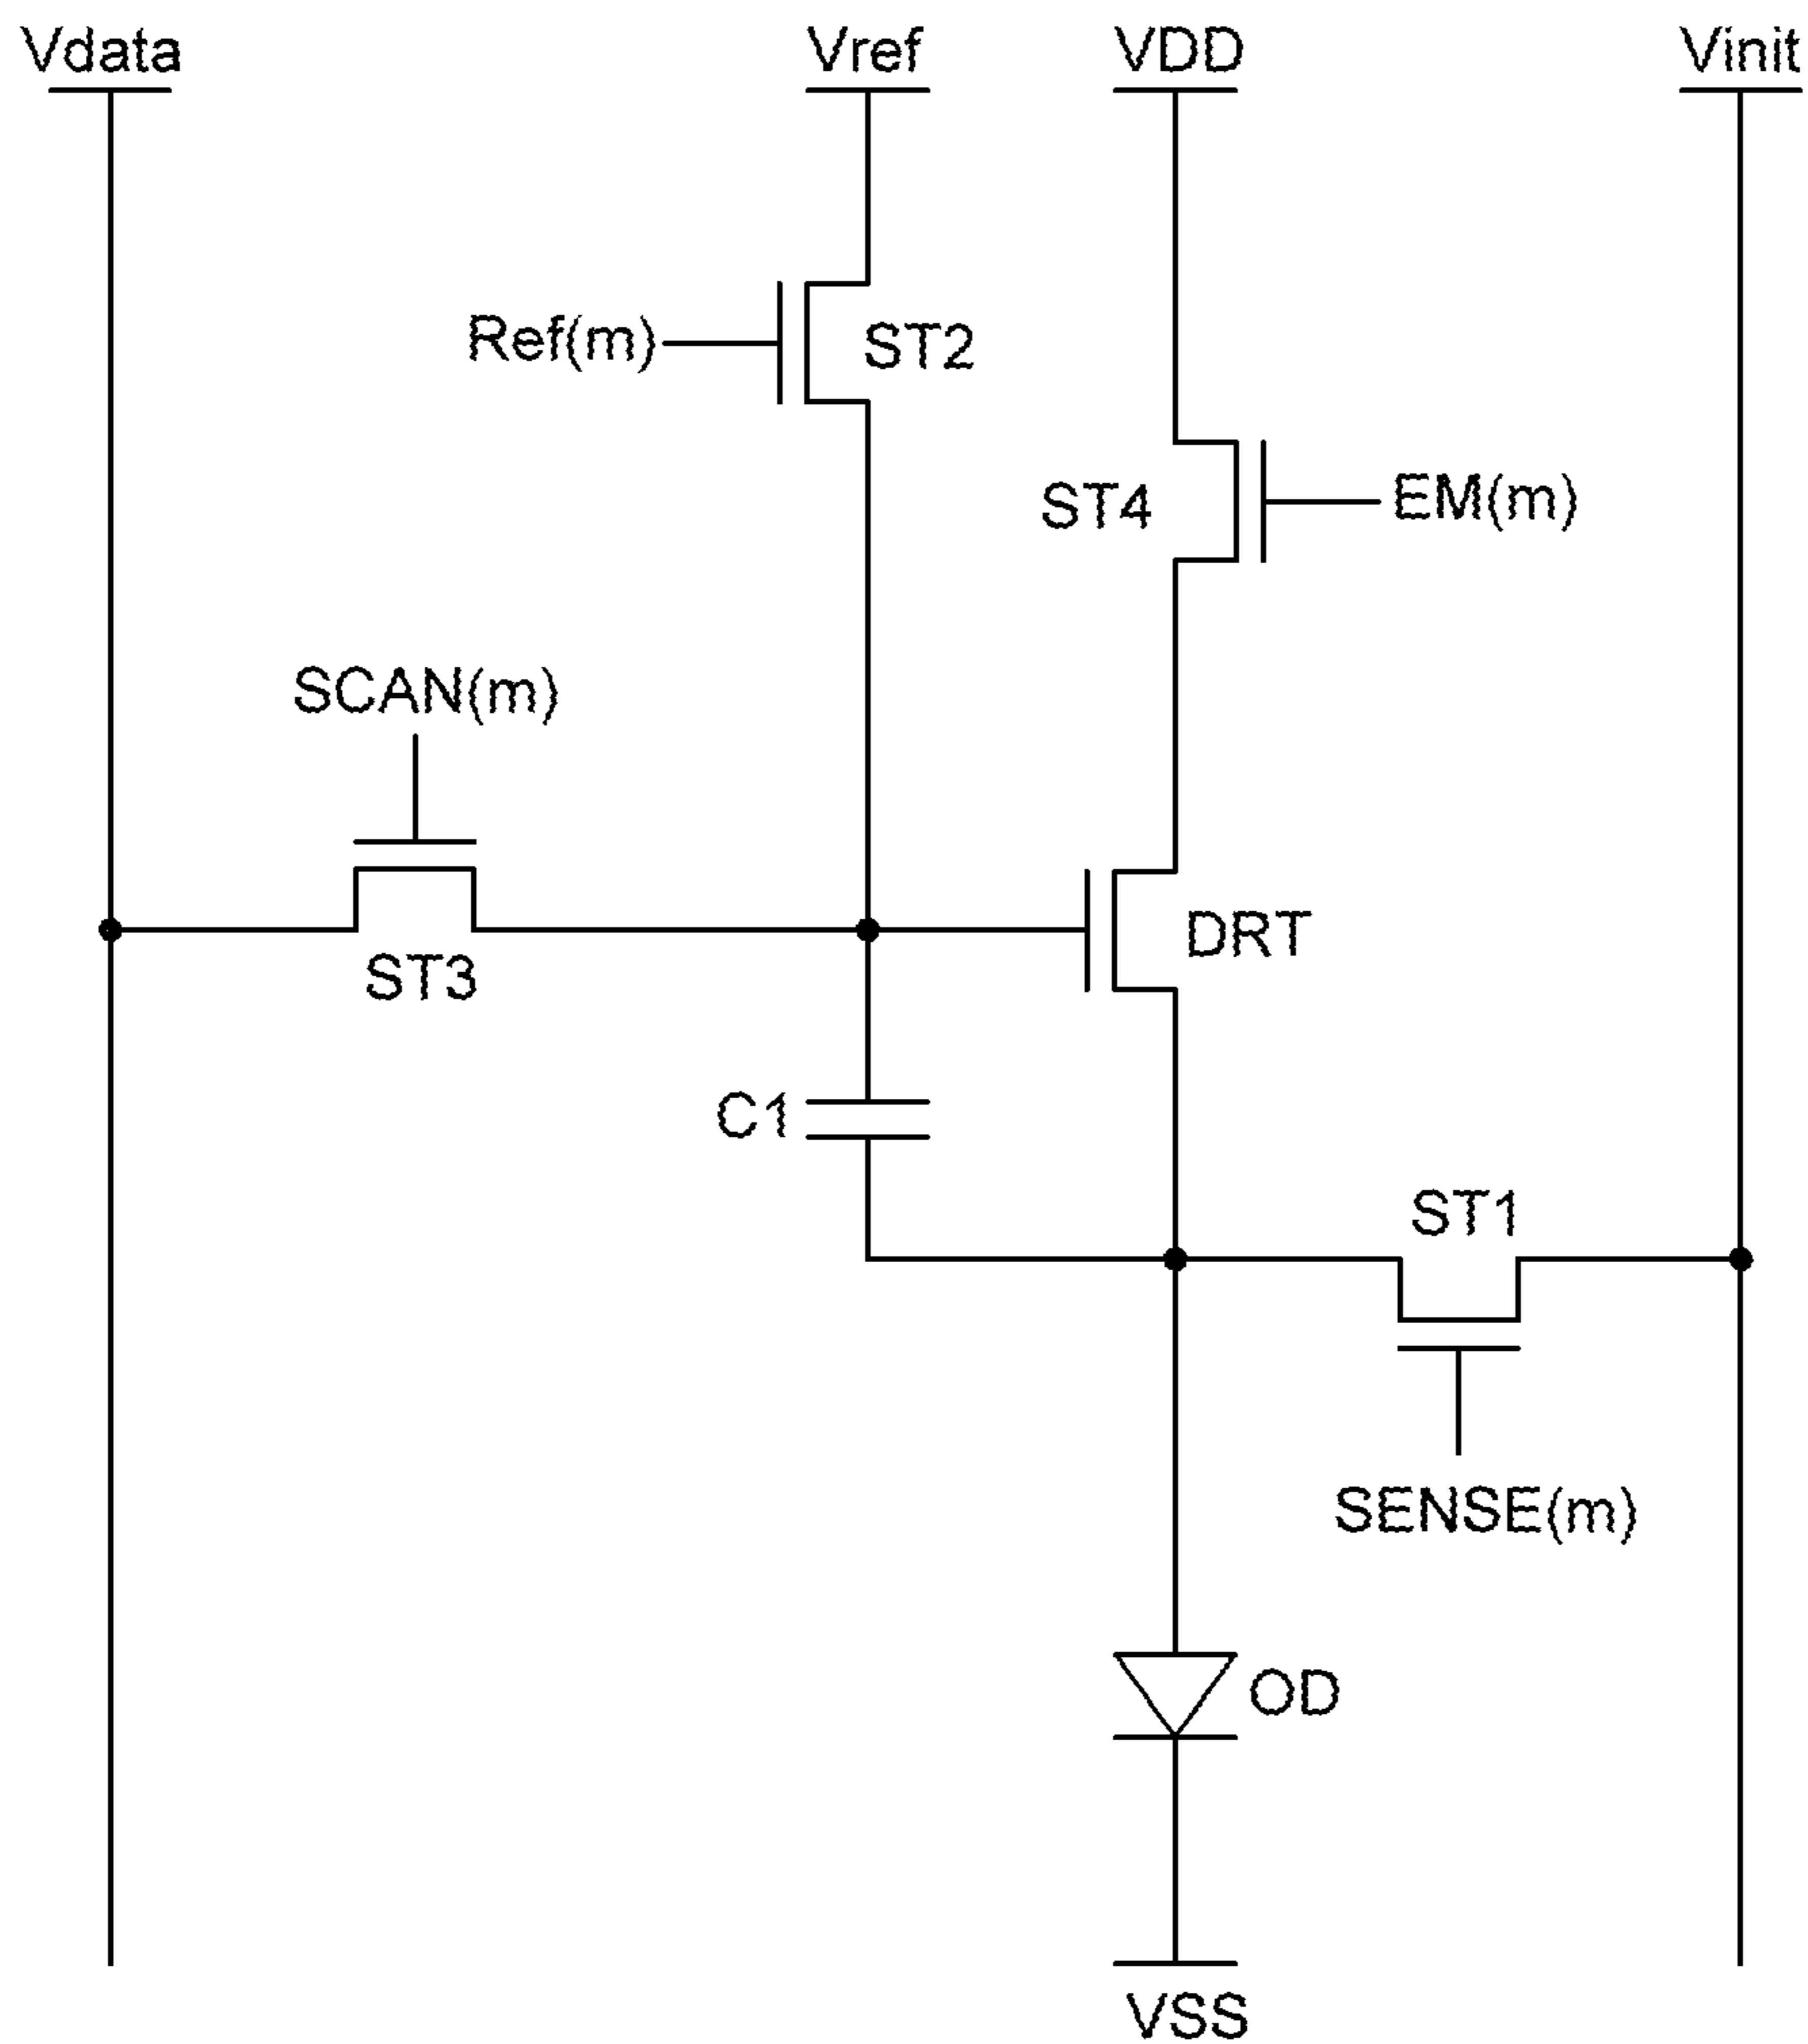 Vdata
Vref
VDD
Vinit
Ref(m)
ST2
ST4
EM(m)
SCAN(m)
ST3
DRT
C1
ST1
SENSE(m)
OD
VSS